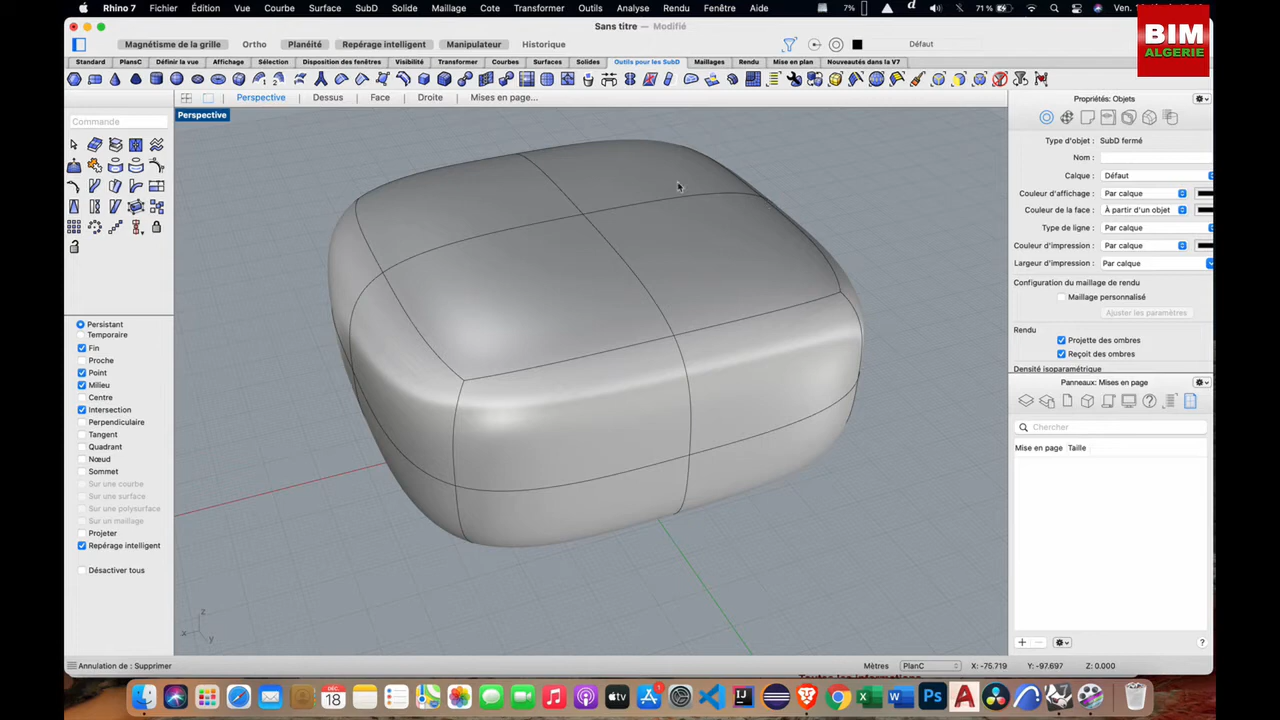 Rhino 7 Fichier Édition Vue Courbe Surface SubD Solide Maillage Cote Transformer Outils Analyse Rendu Fenêtre Aide 7% 71 % Ven.
Sans titre — Modifié
BIM
ALGERIE
Magnétisme de la grille Ortho Planéité Repérage intelligent Manipulateur Historique Défaut
Standard PlansC Définir la vue Affichage Sélection Disposition des fenêtres Visibilité Transformer Courbes Surfaces Solides Outils pour les SubD Maillages Rendu Mise en plan Nouveautés dans la V7
Perspective Dessus Face Droite Mises en page...
Perspective
Commande
Persistant
Temporaire
Fin
Proche
Point
Milieu
Centre
Intersection
Perpendiculaire
Tangent
Quadrant
Nœud
Sommet
Sur une courbe
Sur une surface
Sur une polysurface
Sur un maillage
Projeter
Repérage intelligent
Désactiver tous
z
x
y
Propriétés: Objets
Type d'objet : SubD fermé
Nom :
Calque : Défaut
Couleur d'affichage : Par calque
Couleur de la face : À partir d'un objet
Type de ligne : Par calque
Couleur d'impression : Par calque
Largeur d'impression : Par calque
Configuration du maillage de rendu
Maillage personnalisé
Ajuster les paramètres
Rendu
Projette des ombres
Reçoit des ombres
Densité isoparamétrique
Panneaux: Mises en page
Chercher
Mise en page Taille
Annulation de : Supprimer Mètres PlanC X: -75.719 Y: -97.697 Z: 0.000
Toutes les informations
DÉC.
18